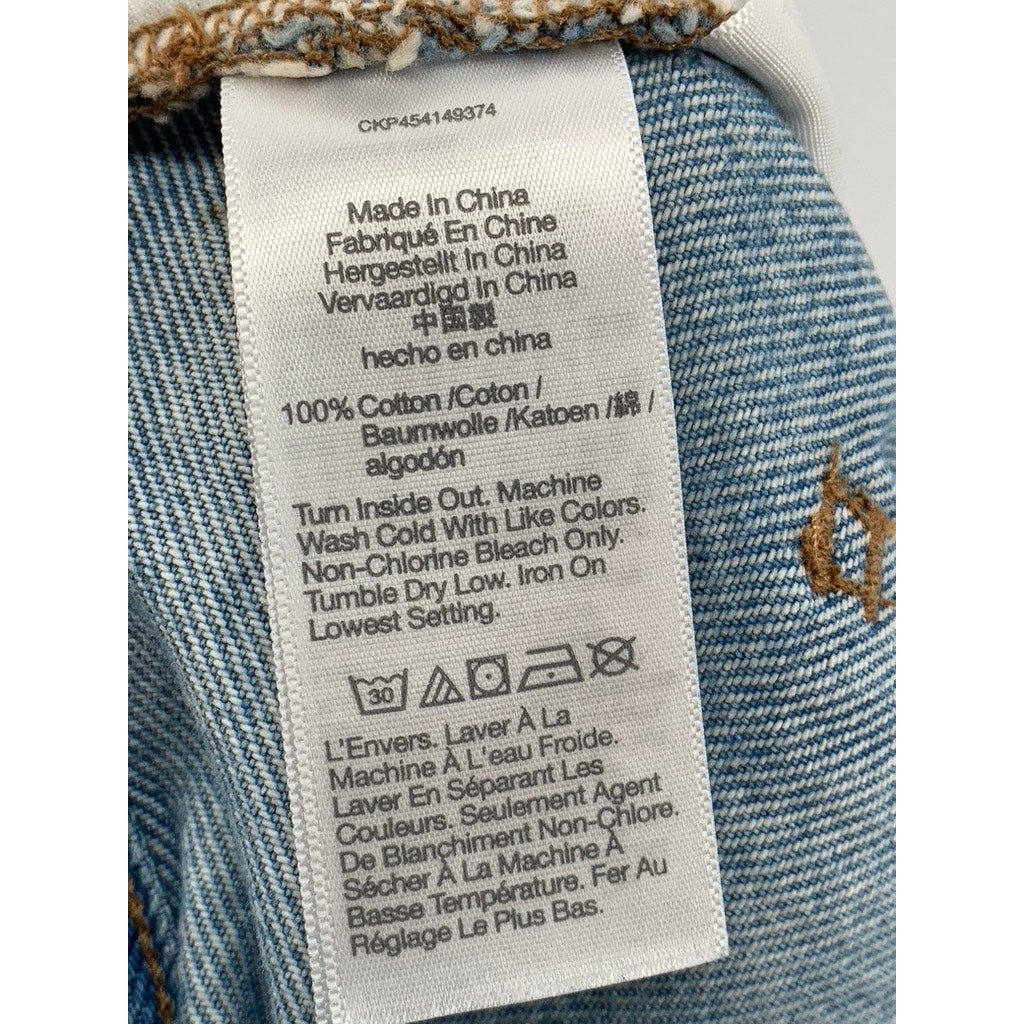 CKP454149374
Made In China
Fabriqué En Chine
Hergestellt In China
Vervaardigd In China
中国製
hecho en china
100% Cotton /Coton /
Baumwolle /Katoen /綿 /
algodón
Turn Inside Out. Machine
Wash Cold With Like Colors.
Non-Chlorine Bleach Only.
Tumble Dry Low. Iron On
Lowest Setting.
30
L'Envers. Laver À La
Machine À L'eau Froide.
Laver En Séparant Les
Couleurs. Seulement Agent
De Blanchiment Non-Chlore.
Sécher À La Machine À
Basse Température. Fer Au
Réglage Le Plus Bas.